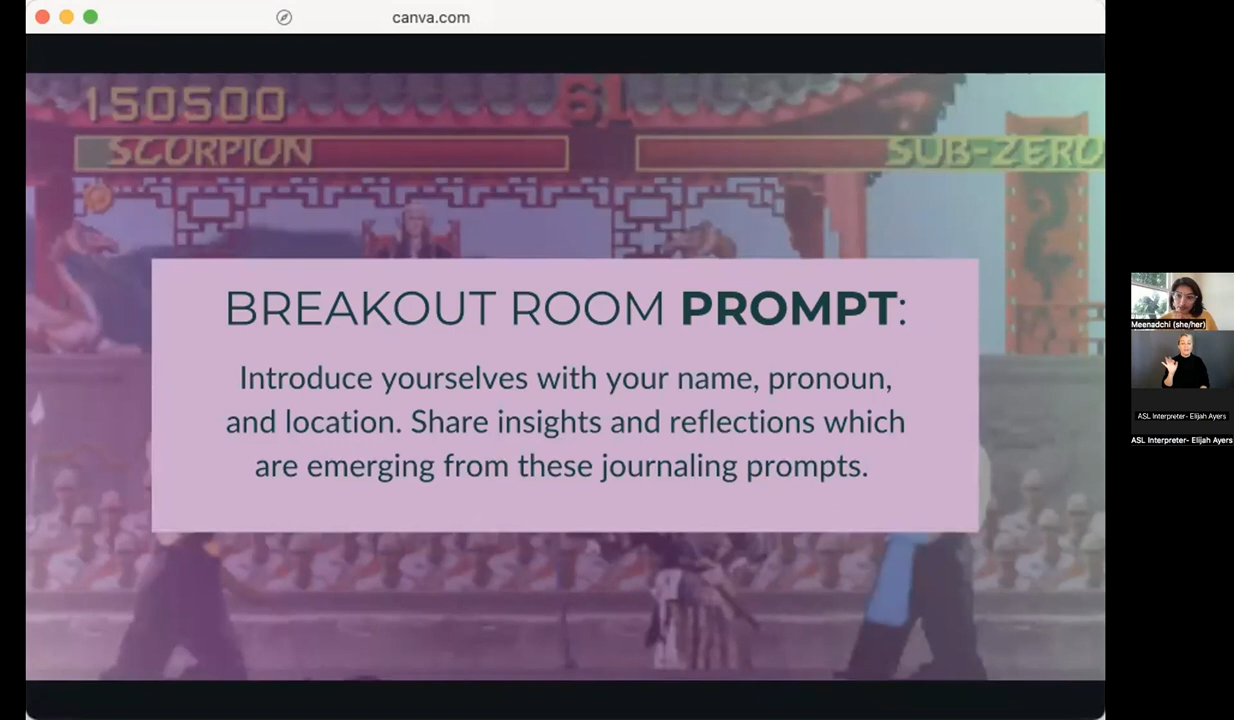 canva.com
150500
61
SCORPION
SUB-ZERO
BREAKOUT ROOM PROMPT:
Introduce yourselves with your name, pronoun,
and location. Share insights and reflections which
are emerging from these journaling prompts.
Meenadchi (she/her)
ASL Interpreter- Elijah Ayers
ASL Interpreter- Elijah Ayers